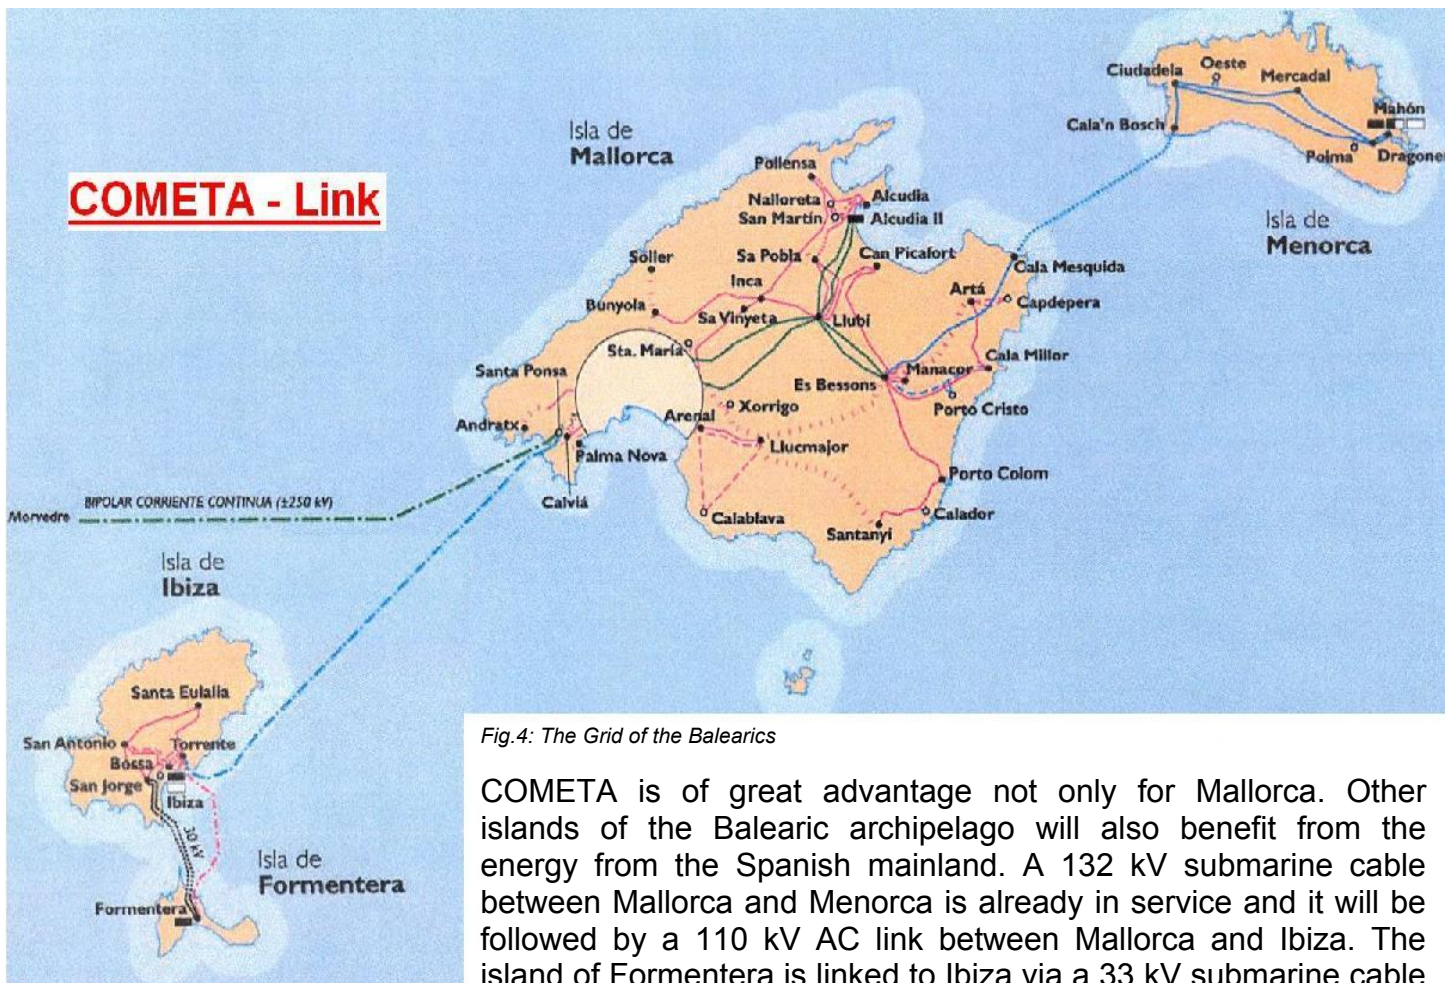 COMETA - Link
Isla de
Mallorca
Ciudadela
Oeste
Mercadal
Mahón
Cala'n Bosch
Poima
Dragonet
Isla de
Menorca
Pollensa
Nalloreta
Alcudia
San Martín
Alcudia II
Sóller
Sa Pobla
Can Picafort
Cala Mesquida
Inca
Artá
Capdepera
Bunyola
Sa Vinyeta
Llubí
Sta. María
Cala Millor
Santa Ponsa
Es Bessons
Manacor
Xorrigo
Porto Cristo
Arenal
Andratx
Llucmajor
Palma Nova
Porto Colom
Calviá
BIPOLAR CORRIENTE CONTINUA (±250 kV)
Morvedre
Calablava
Calador
Santanyi
Isla de
Ibiza
Santa Eulalia
San Antonio
Torrente
Bossa
San Jorge
Ibiza
30 kV
Isla de
Formentera
Formentera
Fig.4: The Grid of the Balearics
COMETA is of great advantage not only for Mallorca. Other
islands of the Balearic archipelago will also benefit from the
energy from the Spanish mainland. A 132 kV submarine cable
between Mallorca and Menorca is already in service and it will be
followed by a 110 kV AC link between Mallorca and Ibiza. The
island of Formentera is linked to Ibiza via a 33 kV submarine cable